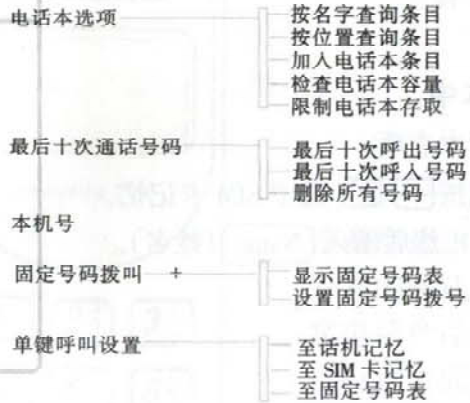 电话本选项
按名字查询条目
按位置查询条目
加入电话本条目
检查电话本容量
限制电话本存取
最后十次通话号码
最后十次呼出号码
最后十次呼入号码
删除所有号码
本机号
固定号码拨叫 +
显示固定号码表
设置固定号码拨号
单键呼叫设置
至话机记忆
至 SIM 卡记忆
至固定号码表